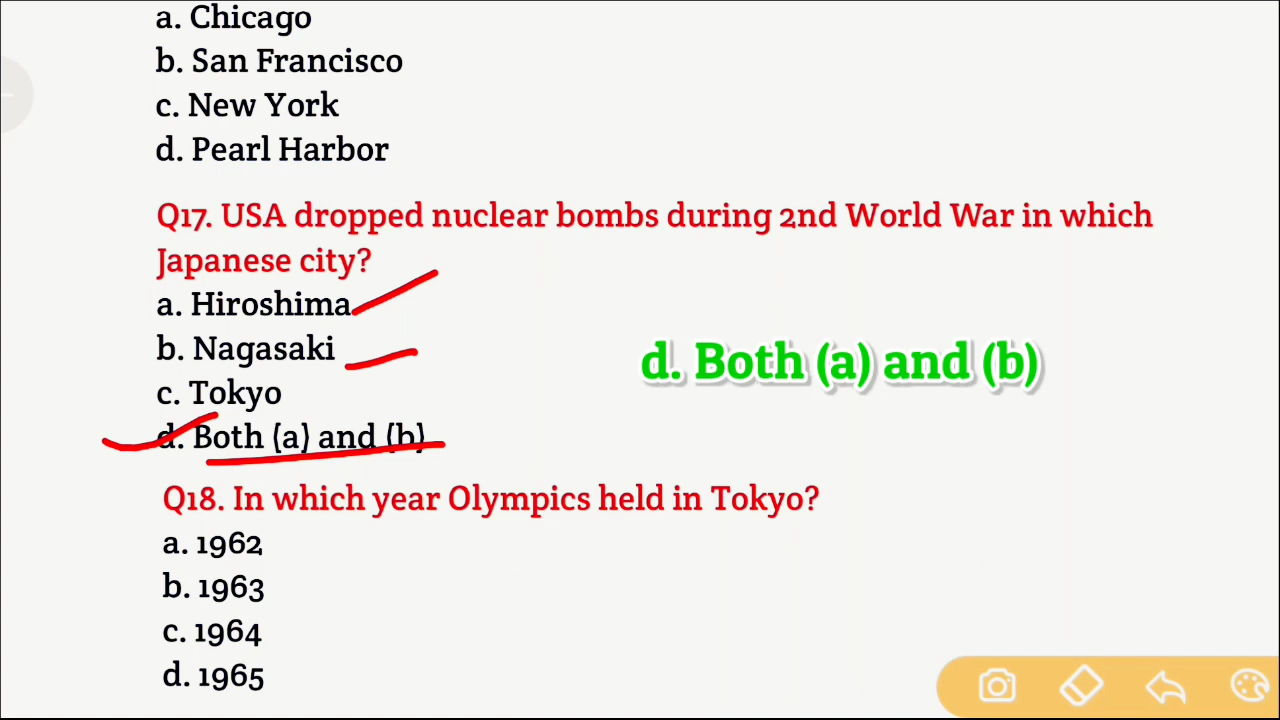 a. Chicago
b. San Francisco
c. New York
d. Pearl Harbor
Q17. USA dropped nuclear bombs during 2nd World War in which
Japanese city?
a. Hiroshima
b. Nagasaki
c. Tokyo
d. Both (a) and (b)
d. Both (a) and (b)
Q18. In which year Olympics held in Tokyo?
a. 1962
b. 1963
c. 1964
d. 1965